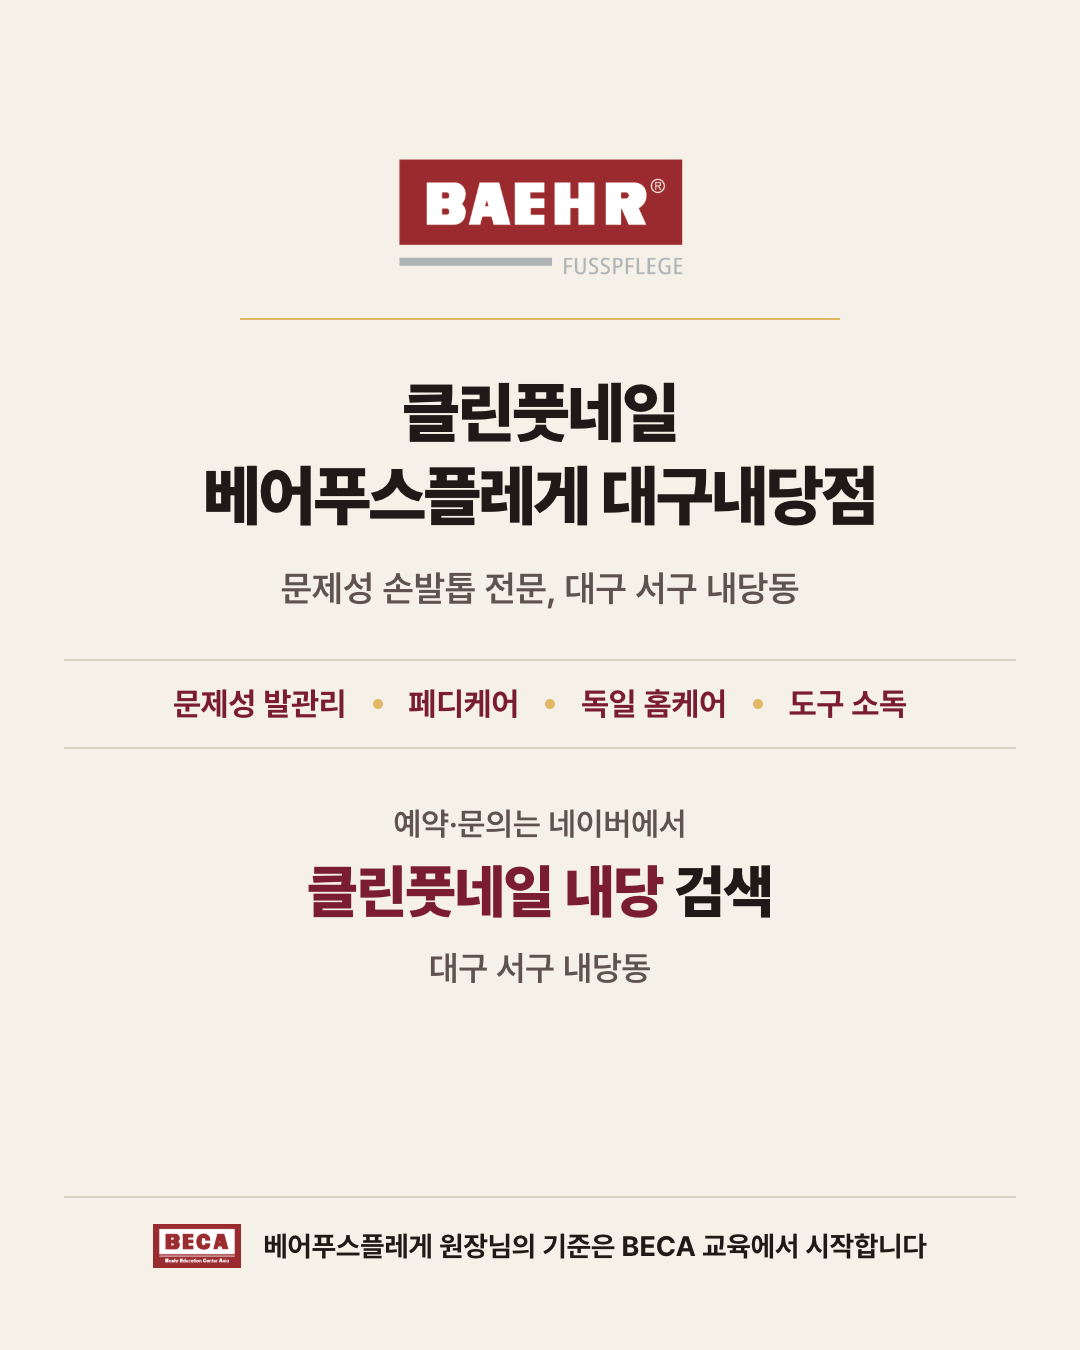 BAEHR®
FUSSPFLEGE
클린풋네일
베어푸스플레게 대구내당점
문제성 손발톱 전문, 대구 서구 내당동
문제성 발관리 • 페디케어 • 독일 홈케어 • 도구 소독
예약·문의는 네이버에서
클린풋네일 내당 검색
대구 서구 내당동
BECA
Baehr Education Center Asia
베어푸스플레게 원장님의 기준은 BECA 교육에서 시작합니다